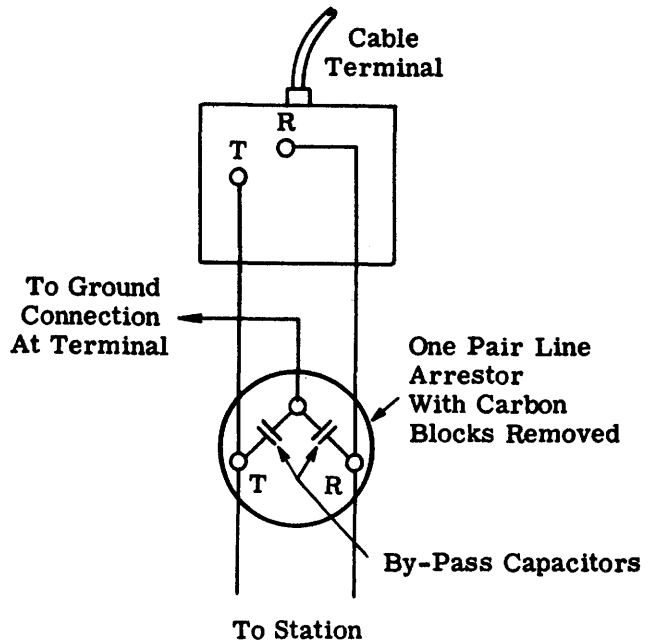 Cable
Terminal
R
T
To Ground
Connection
At Terminal
One Pair Line
Arrestor
With Carbon
Blocks Removed
T
R
By-Pass Capacitors
To Station